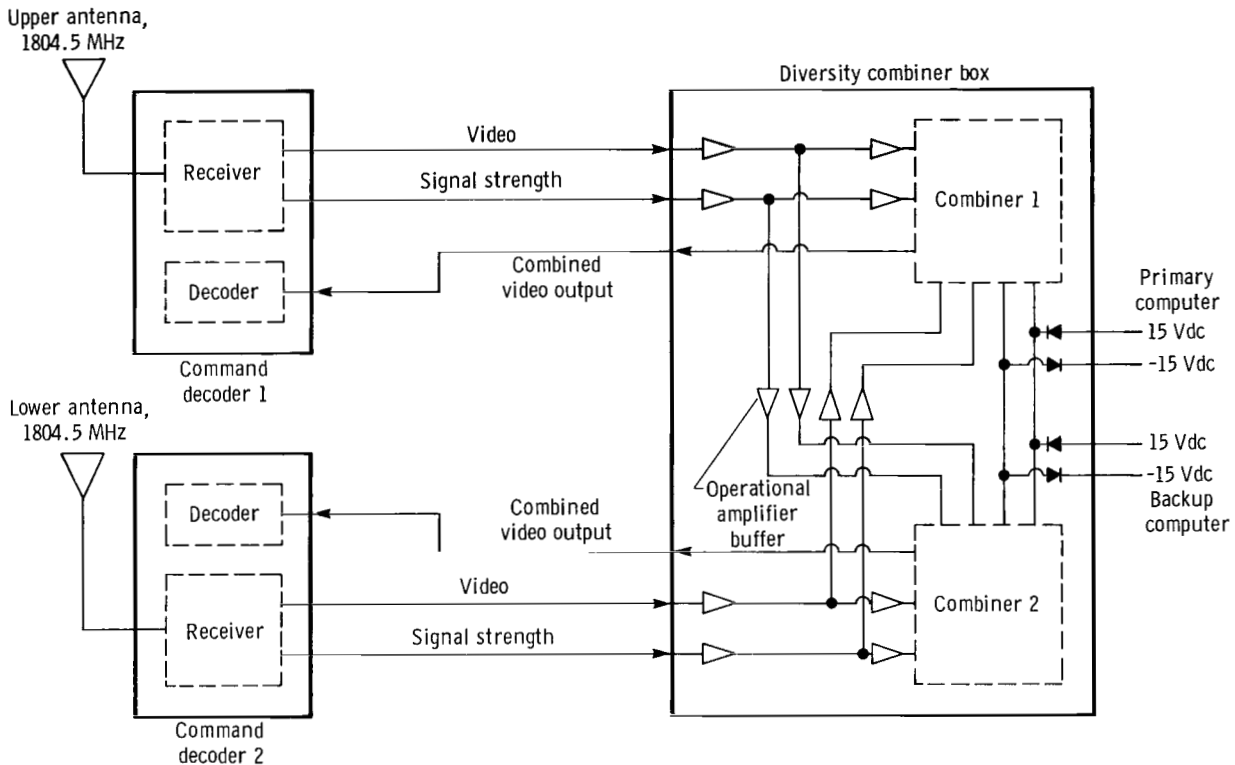 Upper antenna,
1804.5 MHz
Receiver
Decoder
Command
decoder 1
Video
Signal strength
Combined
video output
Diversity combiner box
Combiner 1
Primary
computer
15 Vdc
-15 Vdc
15 Vdc
-15 Vdc
Backup
computer
Operational
amplifier
buffer
Lower antenna,
1804.5 MHz
Decoder
Receiver
Command
decoder 2
Combined
video output
Video
Signal strength
Combiner 2